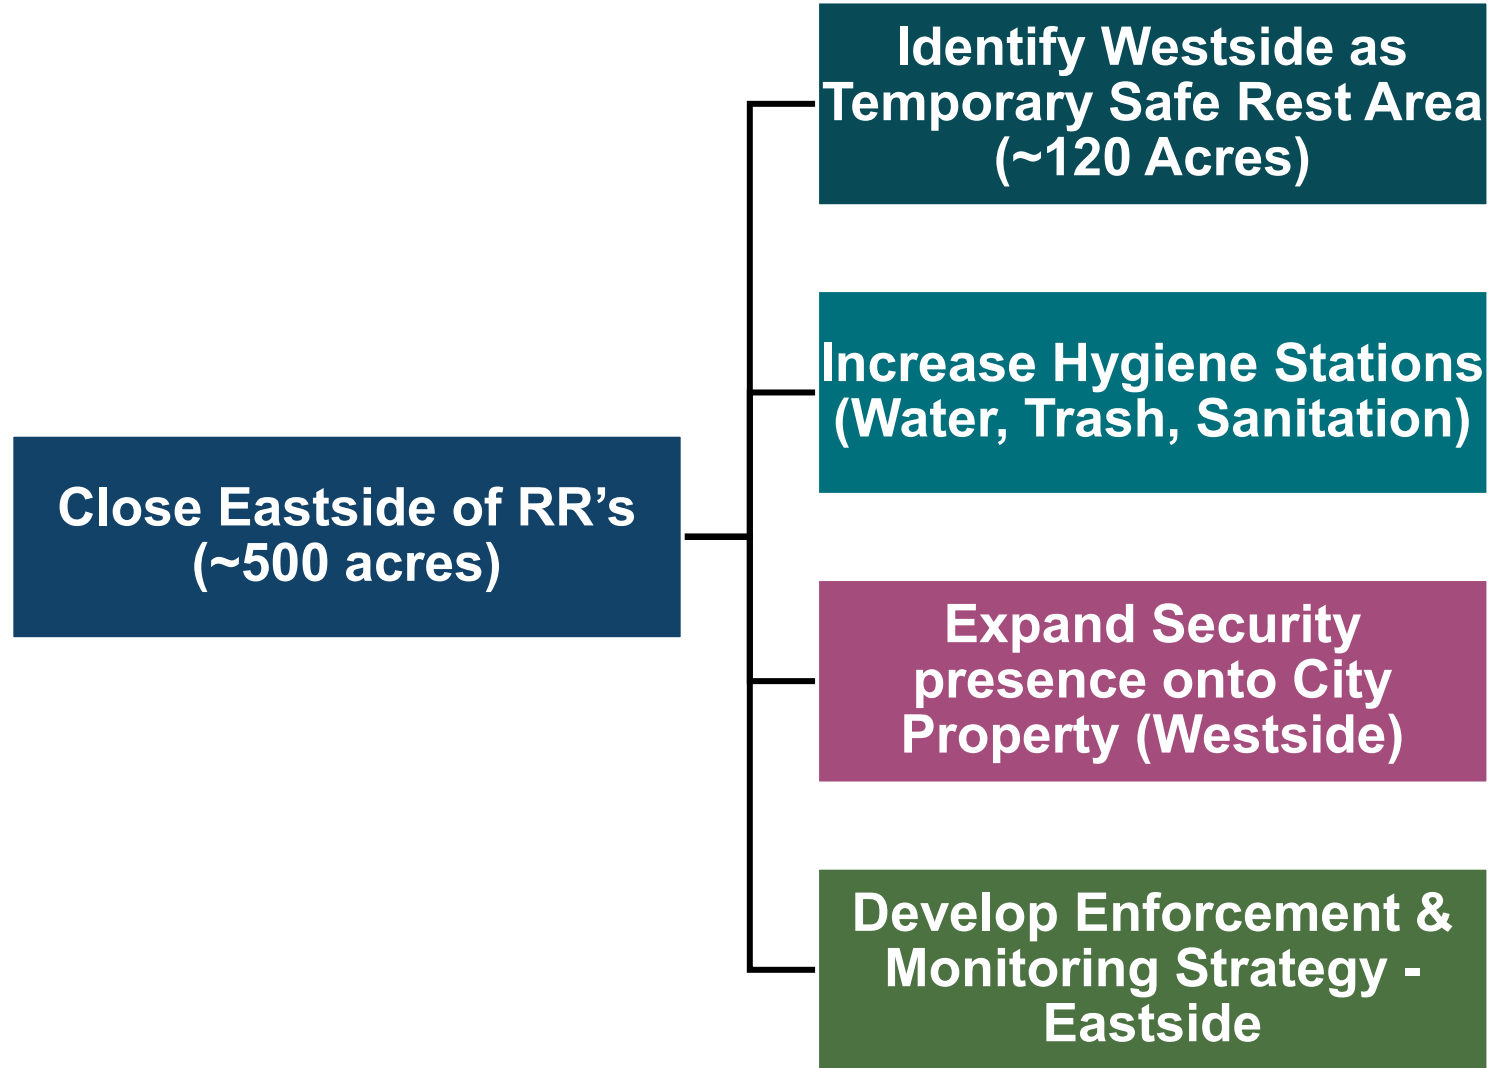 Identify Westside as
Temporary Safe Rest Area
(~120 Acres)
Increase Hygiene Stations
(Water, Trash, Sanitation)
Close Eastside of RR’s
(~500 acres)
Expand Security
presence onto City
Property (Westside)
Develop Enforcement &
Monitoring Strategy -
Eastside